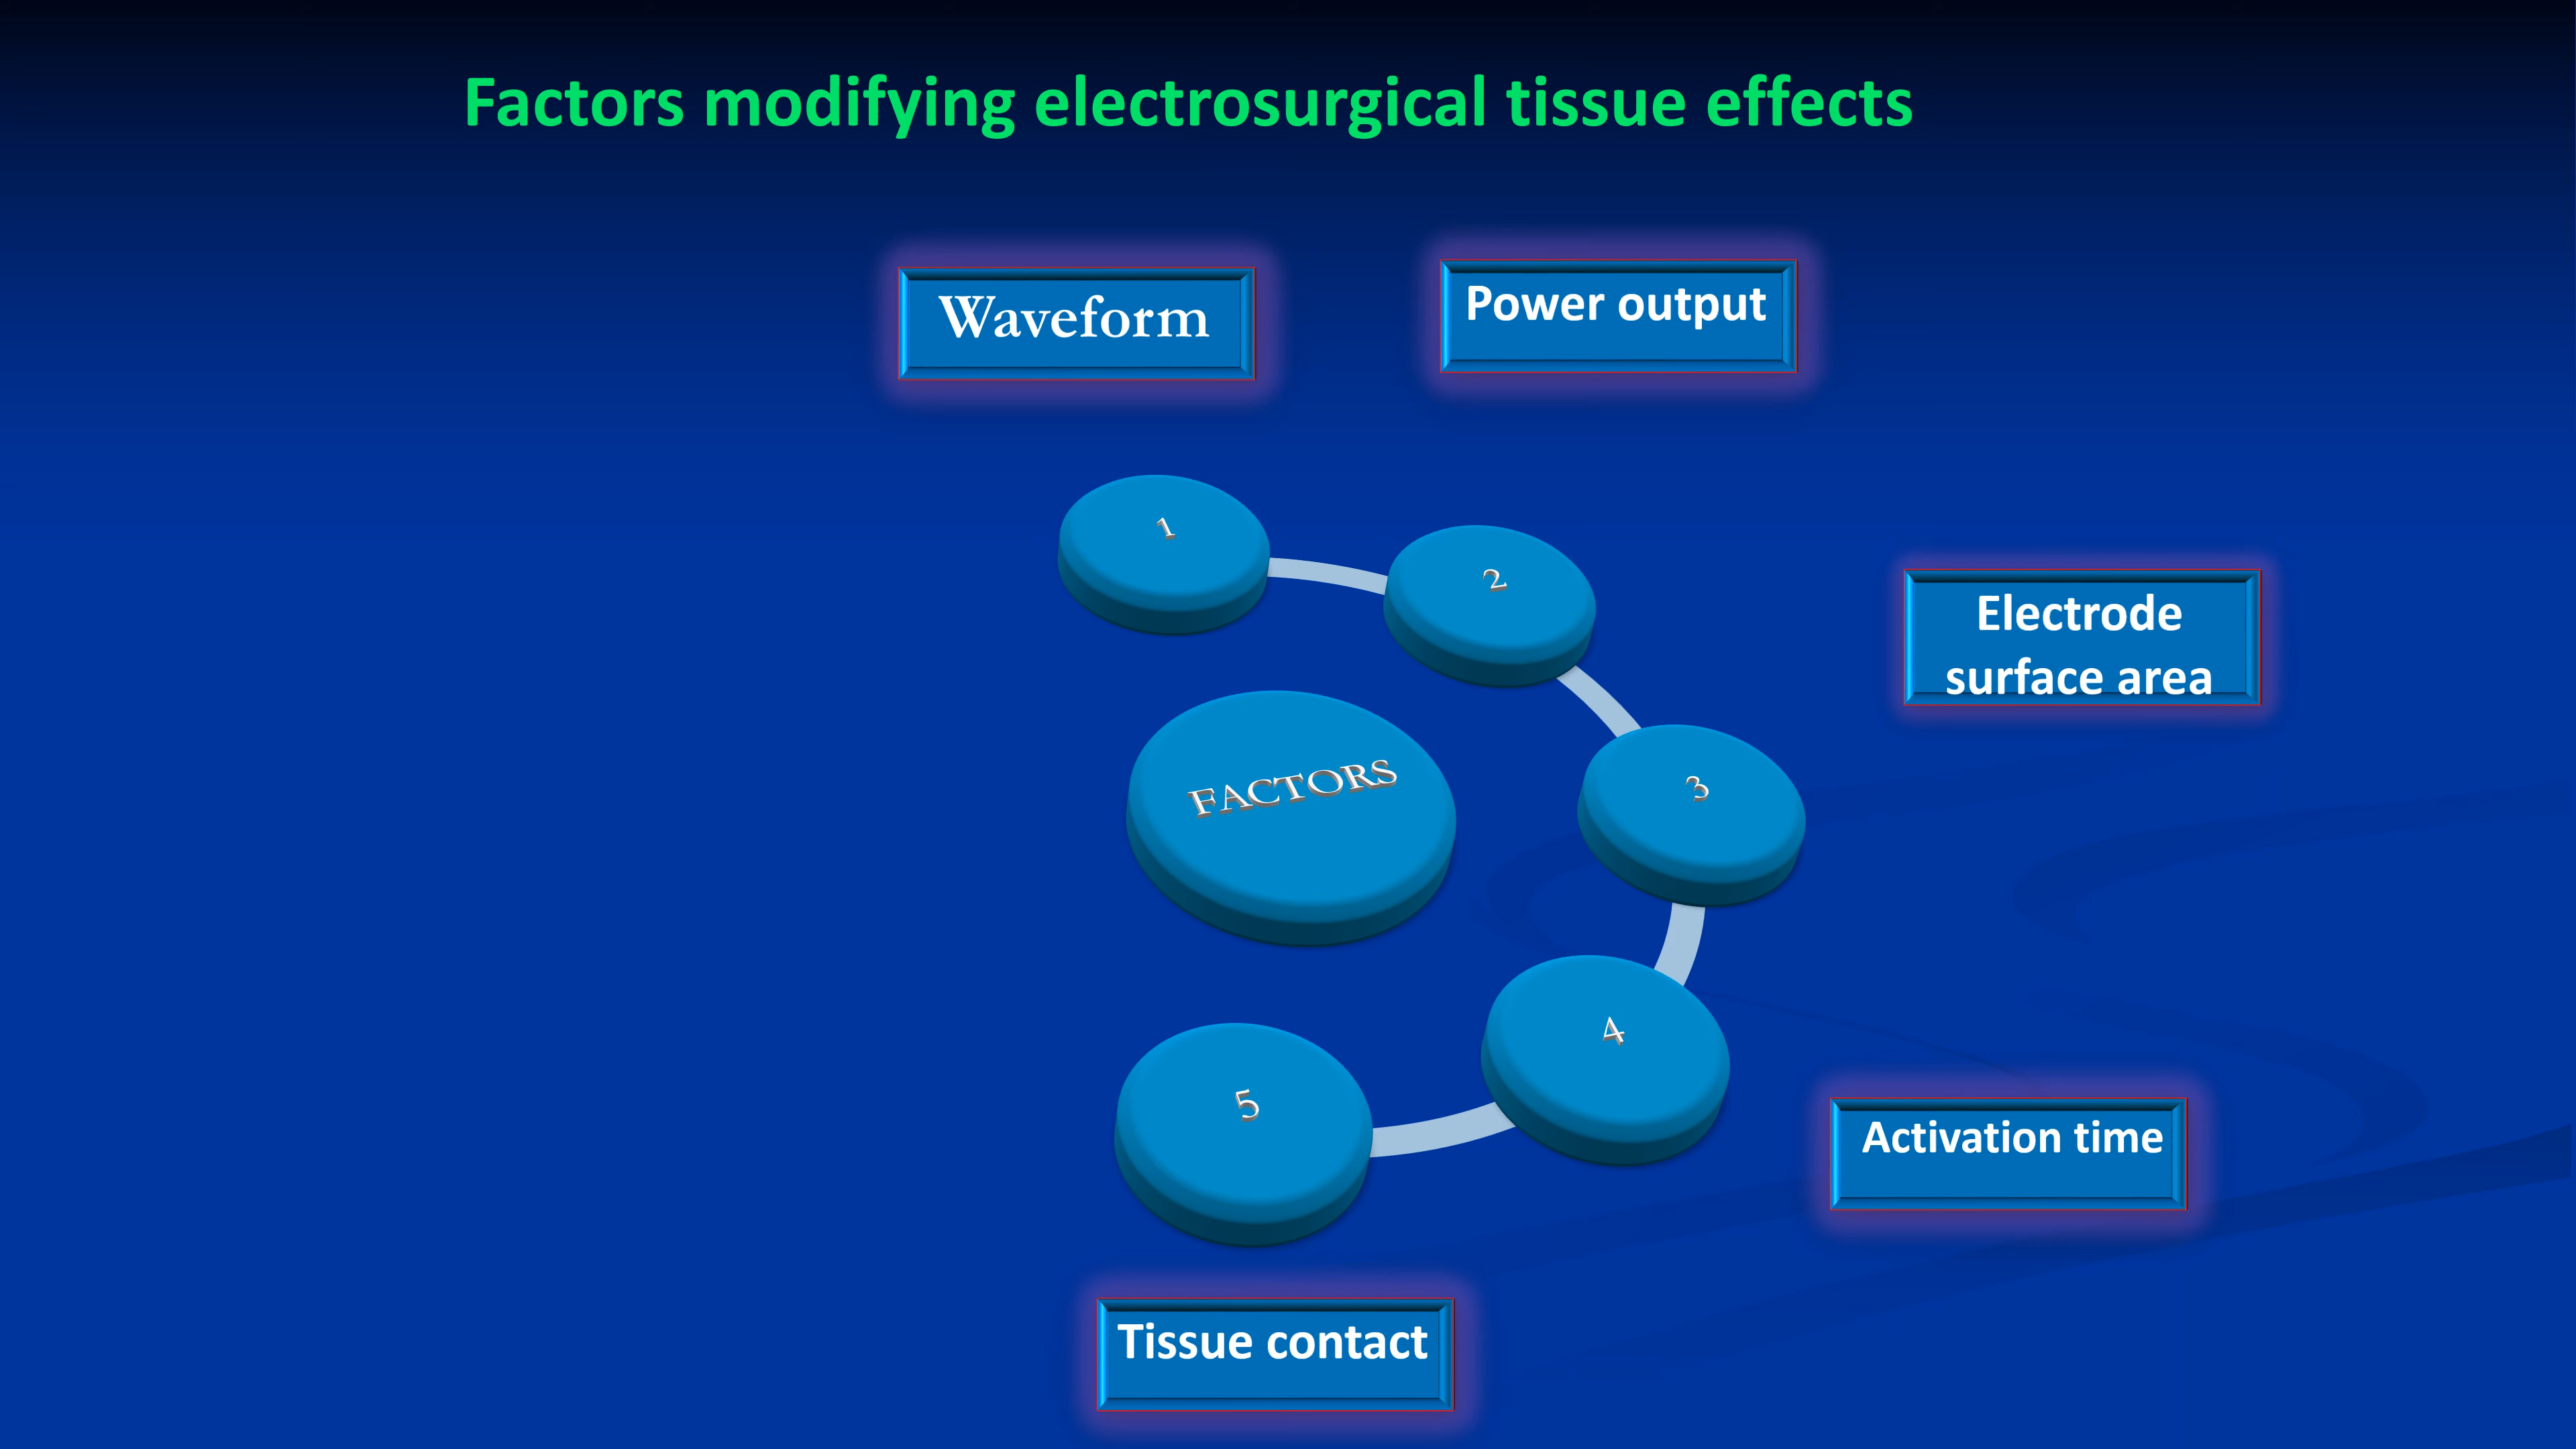 Factors modifying electrosurgical tissue effects
Waveform
Power output
1
2
Electrode
surface area
3
FACTORS
4
5
Activation time
Tissue contact